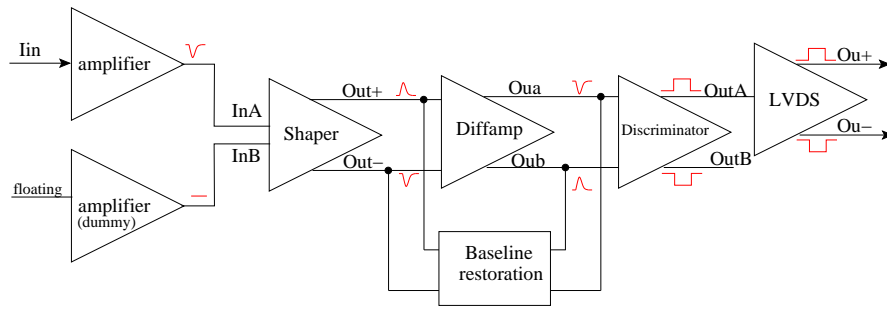 Iin
amplifier
InA
InB
floating
amplifier
(dummy)
Shaper
Out+
Out−
Diffamp
Oua
Oub
Baseline
restoration
Discriminator
OutA
OutB
LVDS
Ou+
Ou−